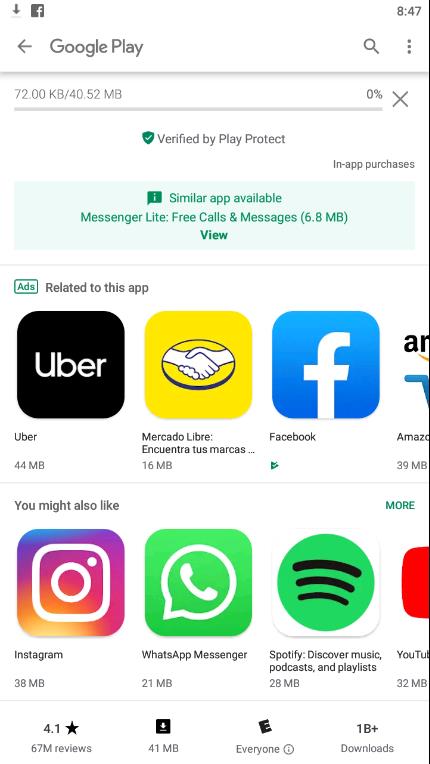 8:47
Google Play
72.00 KB/40.52 MB
0%
Verified by Play Protect
In-app purchases
Similar app available
Messenger Lite: Free Calls & Messages (6.8 MB)
View
Ads Related to this app
Uber
Uber
44 MB
Mercado Libre:
Encuentra tus marcas ...
16 MB
Facebook
Amazo
39 MB
You might also like
MORE
Instagram
38 MB
WhatsApp Messenger
21 MB
Spotify: Discover music,
podcasts, and playlists
28 MB
YouTub
32 MB
4.1 ★
67M reviews
41 MB
E
Everyone
1B+
Downloads